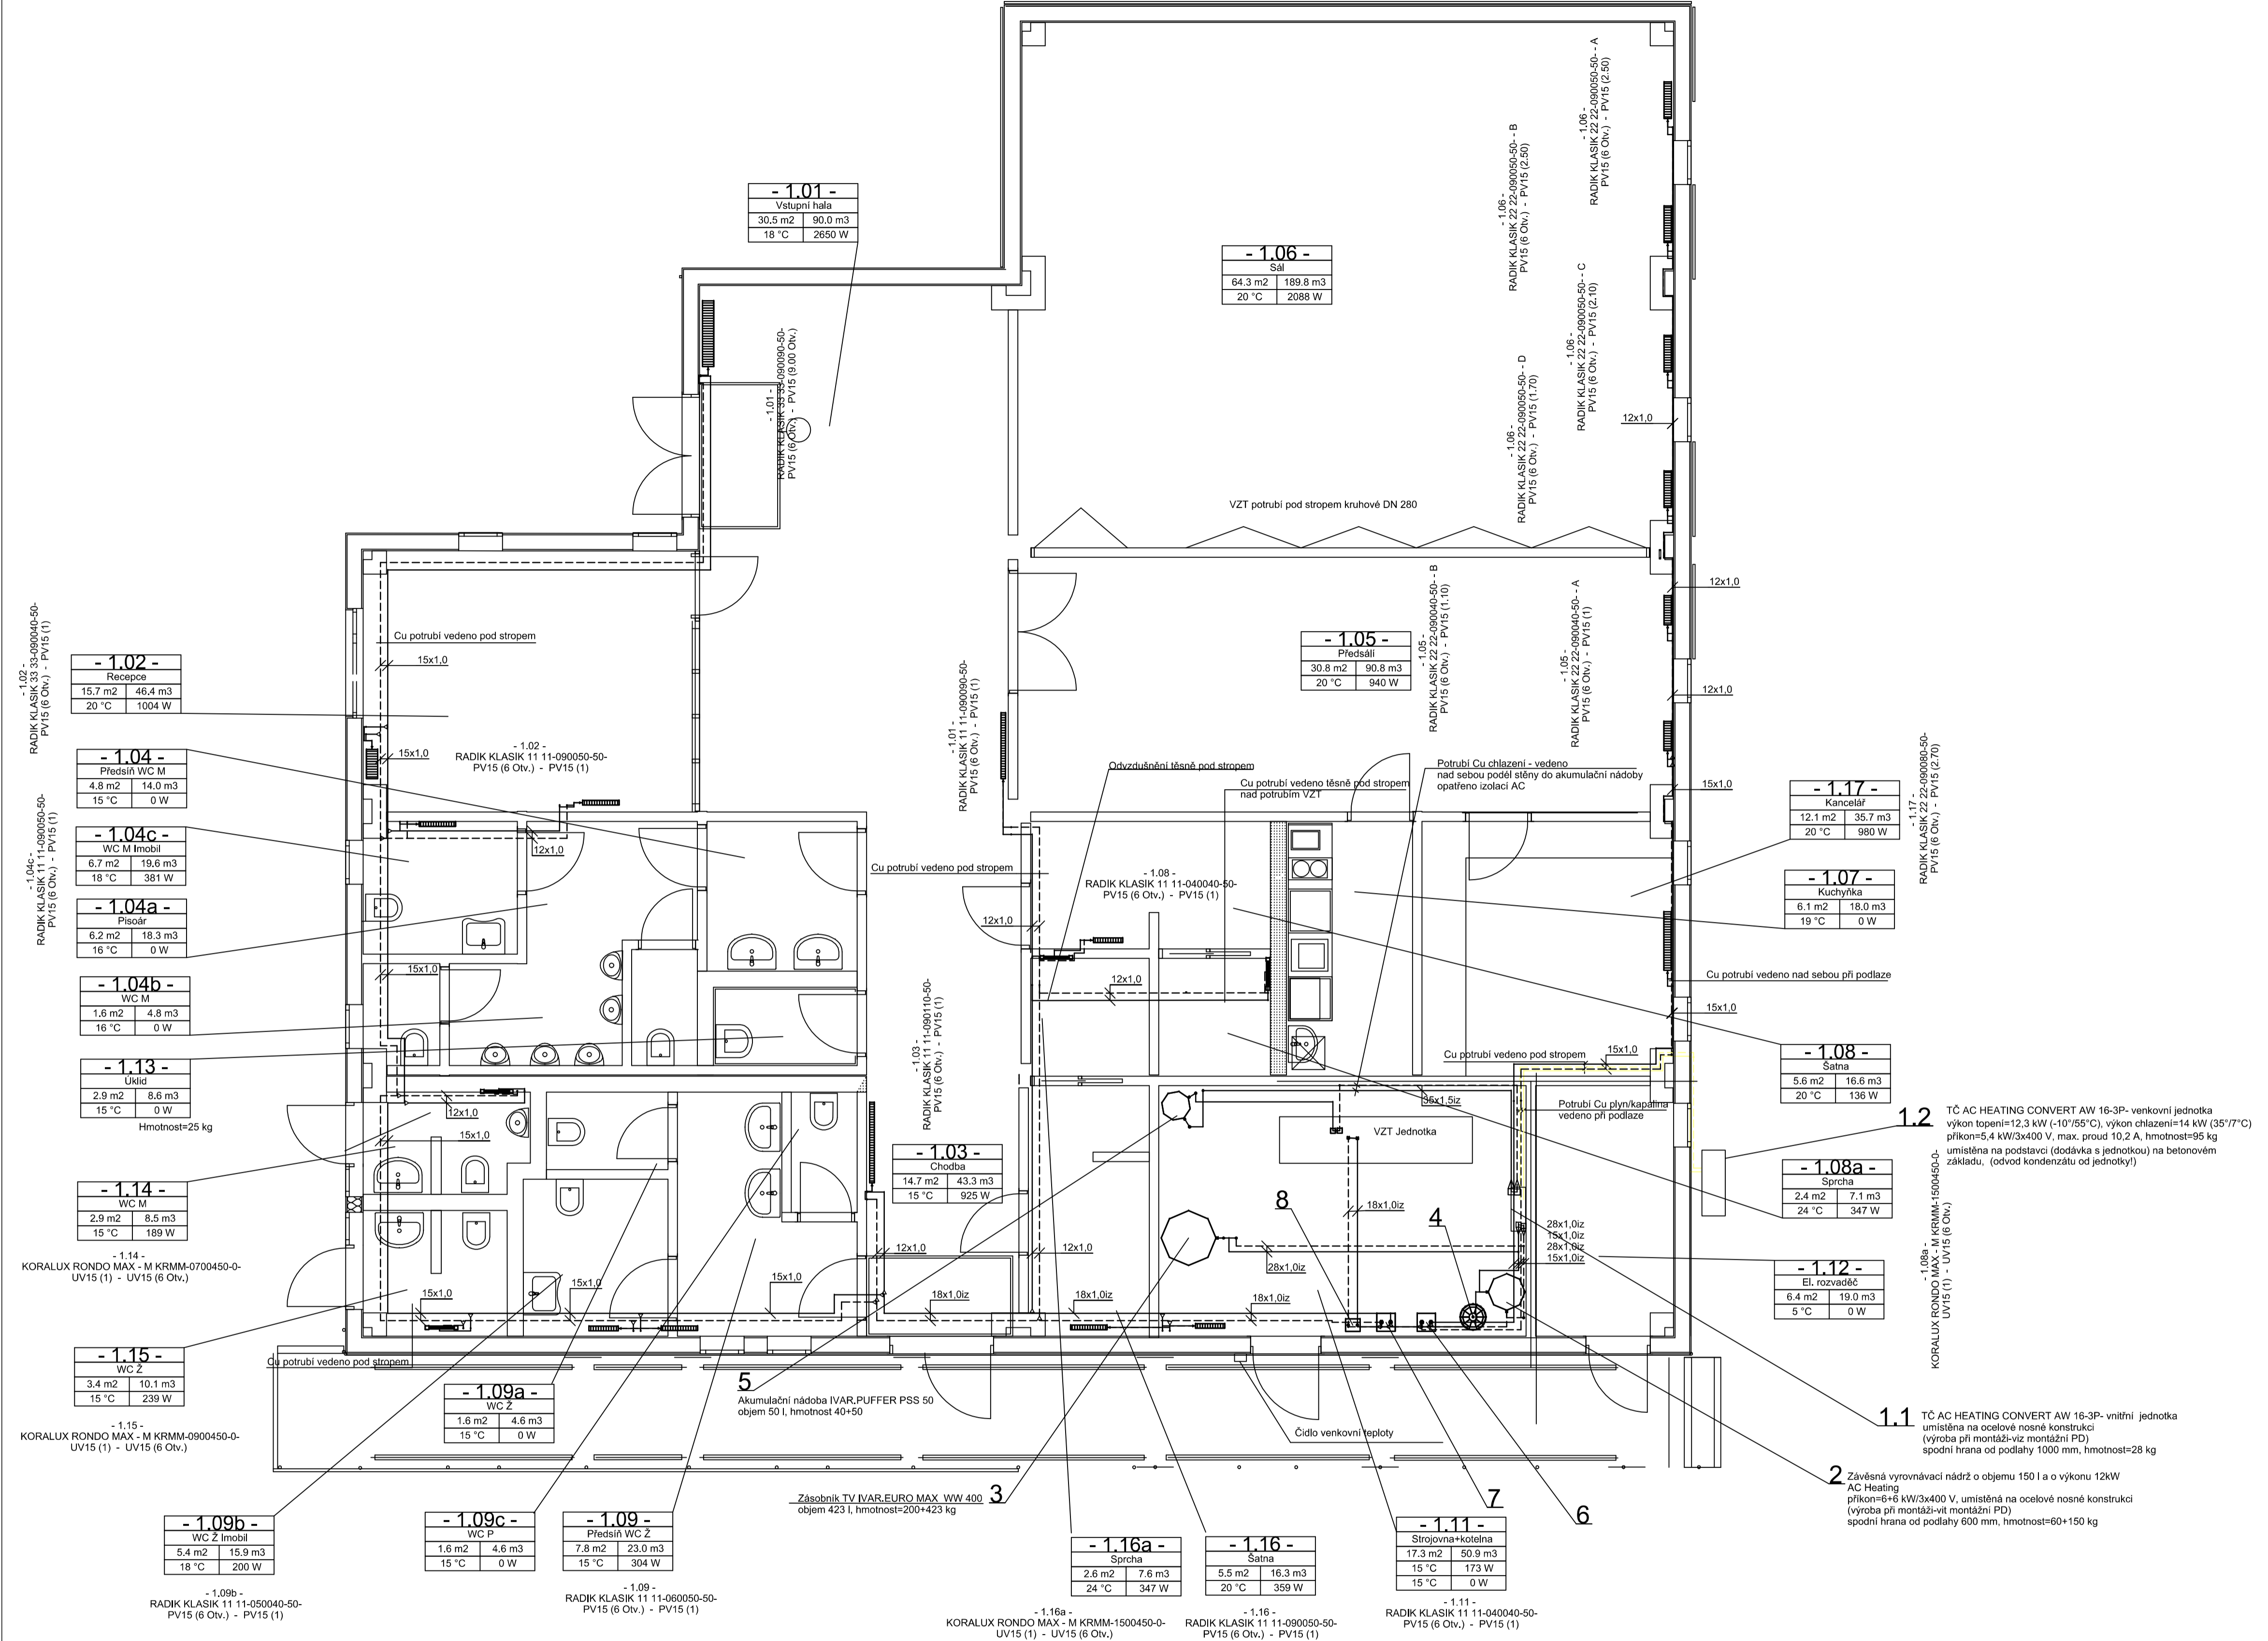 - 1.01 -
Vstupní hala
30.5 m2 90.0 m3
18 °C 2650 W
- 1.06 -
Sál
64.3 m2 189.8 m3
20 °C 2088 W
- 1.06 -
RADIK KLASIK 22 22-090050-50- - A
PV15 (6 Otv.) - PV15 (2.50)
- 1.06 -
RADIK KLASIK 22 22-090050-50- - B
PV15 (6 Otv.) - PV15 (2.50)
- 1.06 -
RADIK KLASIK 22 22-090050-50- - C
PV15 (6 Otv.) - PV15 (2.10)
- 1.06 -
RADIK KLASIK 22 22-090050-50- - D
PV15 (6 Otv.) - PV15 (1.70)
- 1.01 -
RADIK KLASIK 33 33-090090-50-
PV15 (6 Otv.) - PV15 (9.00 Otv.)
12x1,0
VZT potrubí pod stropem kruhové DN 280
12x1,0
- 1.02 -
RADIK KLASIK 33 33-090040-50-
PV15 (6 Otv.) - PV15 (1)
Cu potrubí vedeno pod stropem
15x1,0
- 1.02 -
Recepce
15.7 m2 46.4 m3
20 °C 1004 W
- 1.05 -
Předsálí
30.8 m2 90.8 m3
20 °C 940 W
- 1.05 -
RADIK KLASIK 22 22-090040-50- - B
PV15 (6 Otv.) - PV15 (1.10)
- 1.05 -
RADIK KLASIK 22 22-090040-50- - A
PV15 (6 Otv.) - PV15 (1)
12x1,0
- 1.01 -
RADIK KLASIK 11 11-090090-50-
PV15 (6 Otv.) - PV15 (1)
- 1.04 -
Předsíň WC M
4.8 m2 14.0 m3
15 °C 0 W
15x1,0
- 1.02 -
RADIK KLASIK 11 11-090050-50-
PV15 (6 Otv.) - PV15 (1)
Odvzdušnění těsně pod stropem
Cu potrubí vedeno těsně pod stropem
nad potrubím VZT
Potrubí Cu chlazení - vedeno
nad sebou podél stěny do akumulační nádoby
opatřeno izolací AC
15x1,0
- 1.17 -
Kancelář
12.1 m2 35.7 m3
20 °C 980 W
- 1.17 -
RADIK KLASIK 22 22-090080-50-
PV15 (6 Otv.) - PV15 (2.70)
- 1.04c -
WC M Imobil
6.7 m2 19.6 m3
18 °C 381 W
- 1.04c -
RADIK KLASIK 11 11-090050-50-
PV15 (6 Otv.) - PV15 (1)
12x1,0
Cu potrubí vedeno pod stropem
- 1.08 -
RADIK KLASIK 11 11-040040-50-
PV15 (6 Otv.) - PV15 (1)
- 1.07 -
Kuchyňka
6.1 m2 18.0 m3
19 °C 0 W
- 1.04a -
Pisoár
6.2 m2 18.3 m3
16 °C 0 W
12x1,0
15x1,0
12x1,0
Cu potrubí vedeno nad sebou při podlaze
15x1,0
- 1.04b -
WC M
1.6 m2 4.8 m3
16 °C 0 W
- 1.03 -
RADIK KLASIK 11 11-090110-50-
PV15 (6 Otv.) - PV15 (1)
Cu potrubí vedeno pod stropem
15x1,0
- 1.08 -
Šatna
5.6 m2 16.6 m3
20 °C 136 W
- 1.13 -
Úklid
2.9 m2 8.6 m3
15 °C 0 W
Hmotnost=25 kg
12x1,0
15x1,0
35x1,5iz
Potrubí Cu plyn/kapalina
vedeno při podlaze
VZT Jednotka
1.2
TČ AC HEATING CONVERT AW 16-3P- venkovní jednotka
výkon topení=12,3 kW (-10°/55°C), výkon chlazení=14 kW (35°/7°C)
příkon=5,4 kW/3x400 V, max. proud 10,2 A, hmotnost=95 kg
umístěna na podstavci (dodávka s jednotkou) na betonovém
základu, (odvod kondenzátu od jednotky!)
- 1.03 -
Chodba
14.7 m2 43.3 m3
15 °C 925 W
- 1.08a -
Sprcha
2.4 m2 7.1 m3
24 °C 347 W
- 1.08a -
KORALUX RONDO MAX - M KRMM-1500450-0-
UV15 (1) - UV15 (6 Otv.)
- 1.14 -
WC M
2.9 m2 8.5 m3
15 °C 189 W
- 1.14 -
KORALUX RONDO MAX - M KRMM-0700450-0-
UV15 (1) - UV15 (6 Otv.)
8
18x1,0iz
4
28x1,0iz
15x1,0iz
28x1,0iz
15x1,0iz
12x1,0
12x1,0
28x1,0iz
- 1.12 -
El. rozvaděč
6.4 m2 19.0 m3
5 °C 0 W
15x1,0
15x1,0
15x1,0
18x1,0iz
18x1,0iz
18x1,0iz
- 1.15 -
WC Ž
3.4 m2 10.1 m3
15 °C 239 W
- 1.15 -
KORALUX RONDO MAX - M KRMM-0900450-0-
UV15 (1) - UV15 (6 Otv.)
Cu potrubí vedeno pod stropem
- 1.09a -
WC Ž
1.6 m2 4.6 m3
15 °C 0 W
5
Akumulační nádoba IVAR.PUFFER PSS 50
objem 50 l, hmotnost 40+50
Čidlo venkovní teploty
1.1
TČ AC HEATING CONVERT AW 16-3P- vnitřní jednotka
umístěna na ocelové nosné konstrukci
(výroba při montáži-viz montážní PD)
spodní hrana od podlahy 1000 mm, hmotnost=28 kg
2
Závěsná vyrovnávací nádrž o objemu 150 l a o výkonu 12kW
AC Heating
příkon=6+6 kW/3x400 V, umístěná na ocelové nosné konstrukci
(výroba při montáži-vit montážní PD)
spodní hrana od podlahy 600 mm, hmotnost=60+150 kg
Zásobník TV IVAR.EURO MAX WW 400
objem 423 l, hmotnost=200+423 kg
3
7
6
- 1.09b -
WC Ž Imobil
5.4 m2 15.9 m3
18 °C 200 W
- 1.09b -
RADIK KLASIK 11 11-050040-50-
PV15 (6 Otv.) - PV15 (1)
- 1.09c -
WC P
1.6 m2 4.6 m3
15 °C 0 W
- 1.09 -
Předsíň WC Ž
7.8 m2 23.0 m3
15 °C 304 W
- 1.09 -
RADIK KLASIK 11 11-060050-50-
PV15 (6 Otv.) - PV15 (1)
- 1.16a -
Sprcha
2.6 m2 7.6 m3
24 °C 347 W
- 1.16a -
KORALUX RONDO MAX - M KRMM-1500450-0-
UV15 (1) - UV15 (6 Otv.)
- 1.16 -
Šatna
5.5 m2 16.3 m3
20 °C 359 W
- 1.16 -
RADIK KLASIK 11 11-090050-50-
PV15 (6 Otv.) - PV15 (1)
- 1.11 -
Strojovna+kotelna
17.3 m2 50.9 m3
15 °C 173 W
15 °C 0 W
- 1.11 -
RADIK KLASIK 11 11-040040-50-
PV15 (6 Otv.) - PV15 (1)